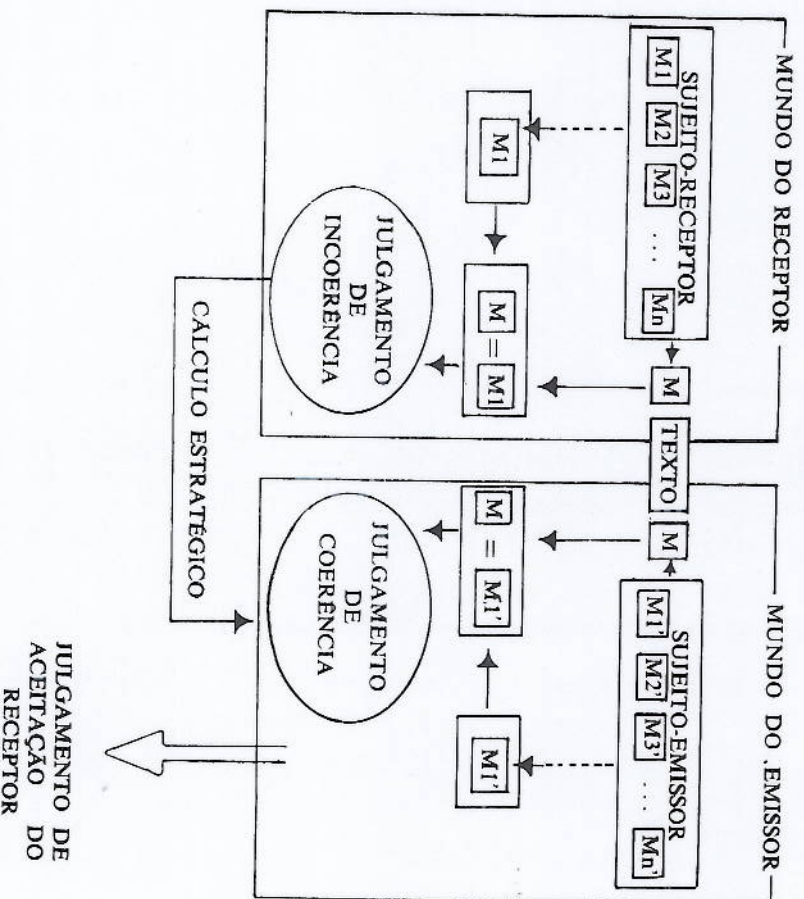 MUNDO DO RECEPTOR
SUJEITO-RECEPTOR
M1 M2 M3 ... Mn
M
TEXTO
M
MUNDO DO .EMISSOR
SUJEITO-EMISSOR
M1' M2' M3' ... Mn'
M1
M = M1
M = M.1'
M1'
JULGAMENTO
DE
INCOERÊNCIA
JULGAMENTO
DE
COERÊNCIA
CÁLCULO ESTRATÉGICO
JULGAMENTO DE
ACEITAÇÃO DO
RECEPTOR